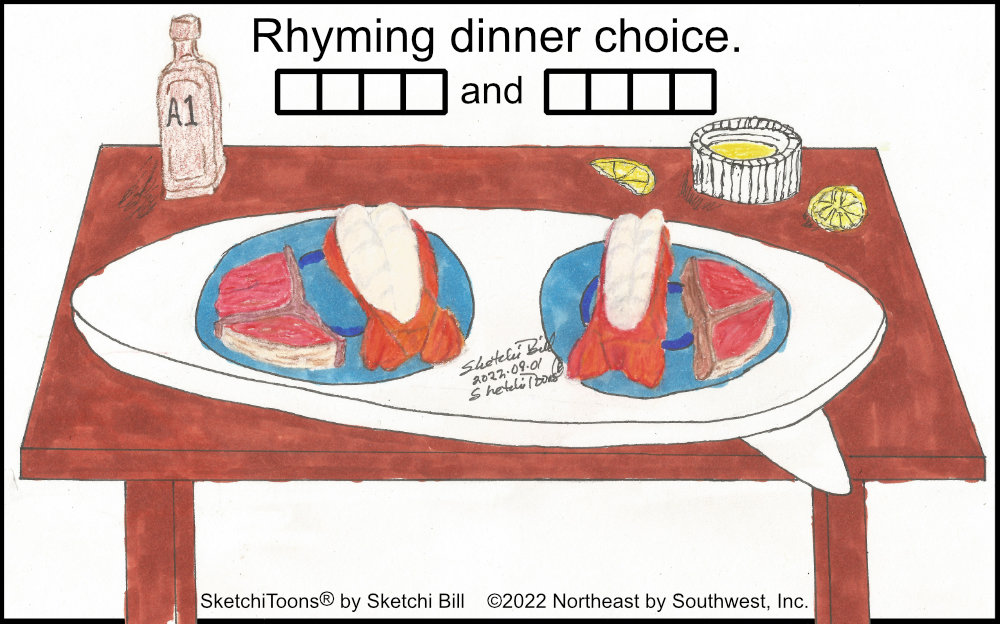 Rhyming dinner choice.
and
A1
Sketchi Bill
2022.09.01
SketchiToons®
SketchiToons® by Sketchi Bill ©2022 Northeast by Southwest, Inc.